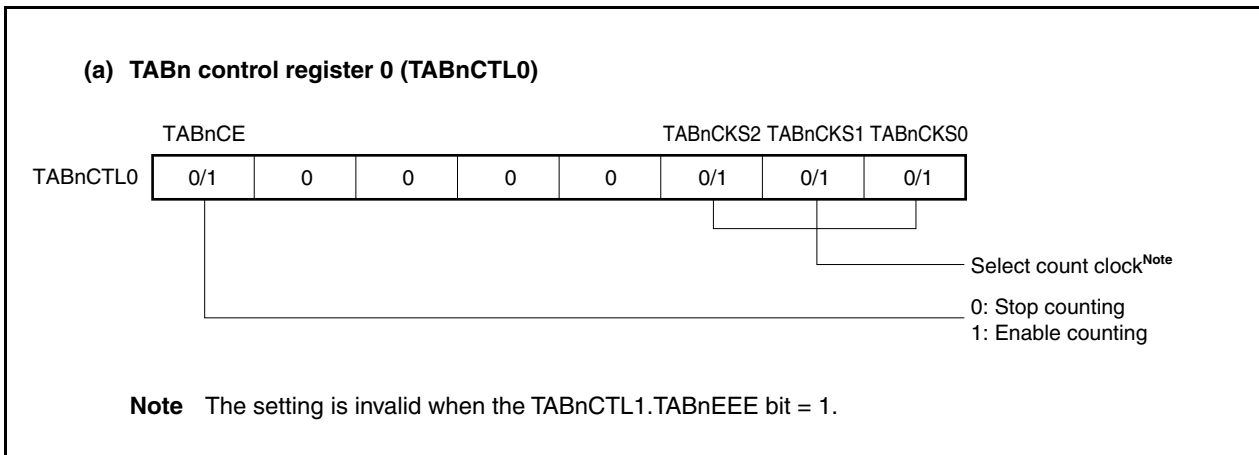 (a) TABn control register 0 (TABnCTL0)
TABnCE TABnCKS2 TABnCKS1 TABnCKS0
TABnCTL0 0/1 0 0 0 0 0/1 0/1 0/1
Select count clockNote
0: Stop counting
1: Enable counting
Note The setting is invalid when the TABnCTL1.TABnEEE bit = 1.